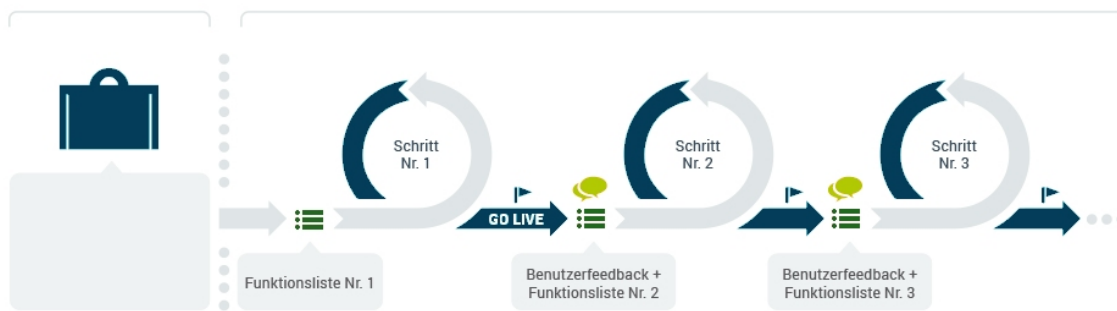 Schritt
Nr. 1
Schritt
Nr. 2
Schritt
Nr. 3
GO LIVE
Funktionsliste Nr. 1
Benutzerfeedback +
Funktionsliste Nr. 2
Benutzerfeedback +
Funktionsliste Nr. 3